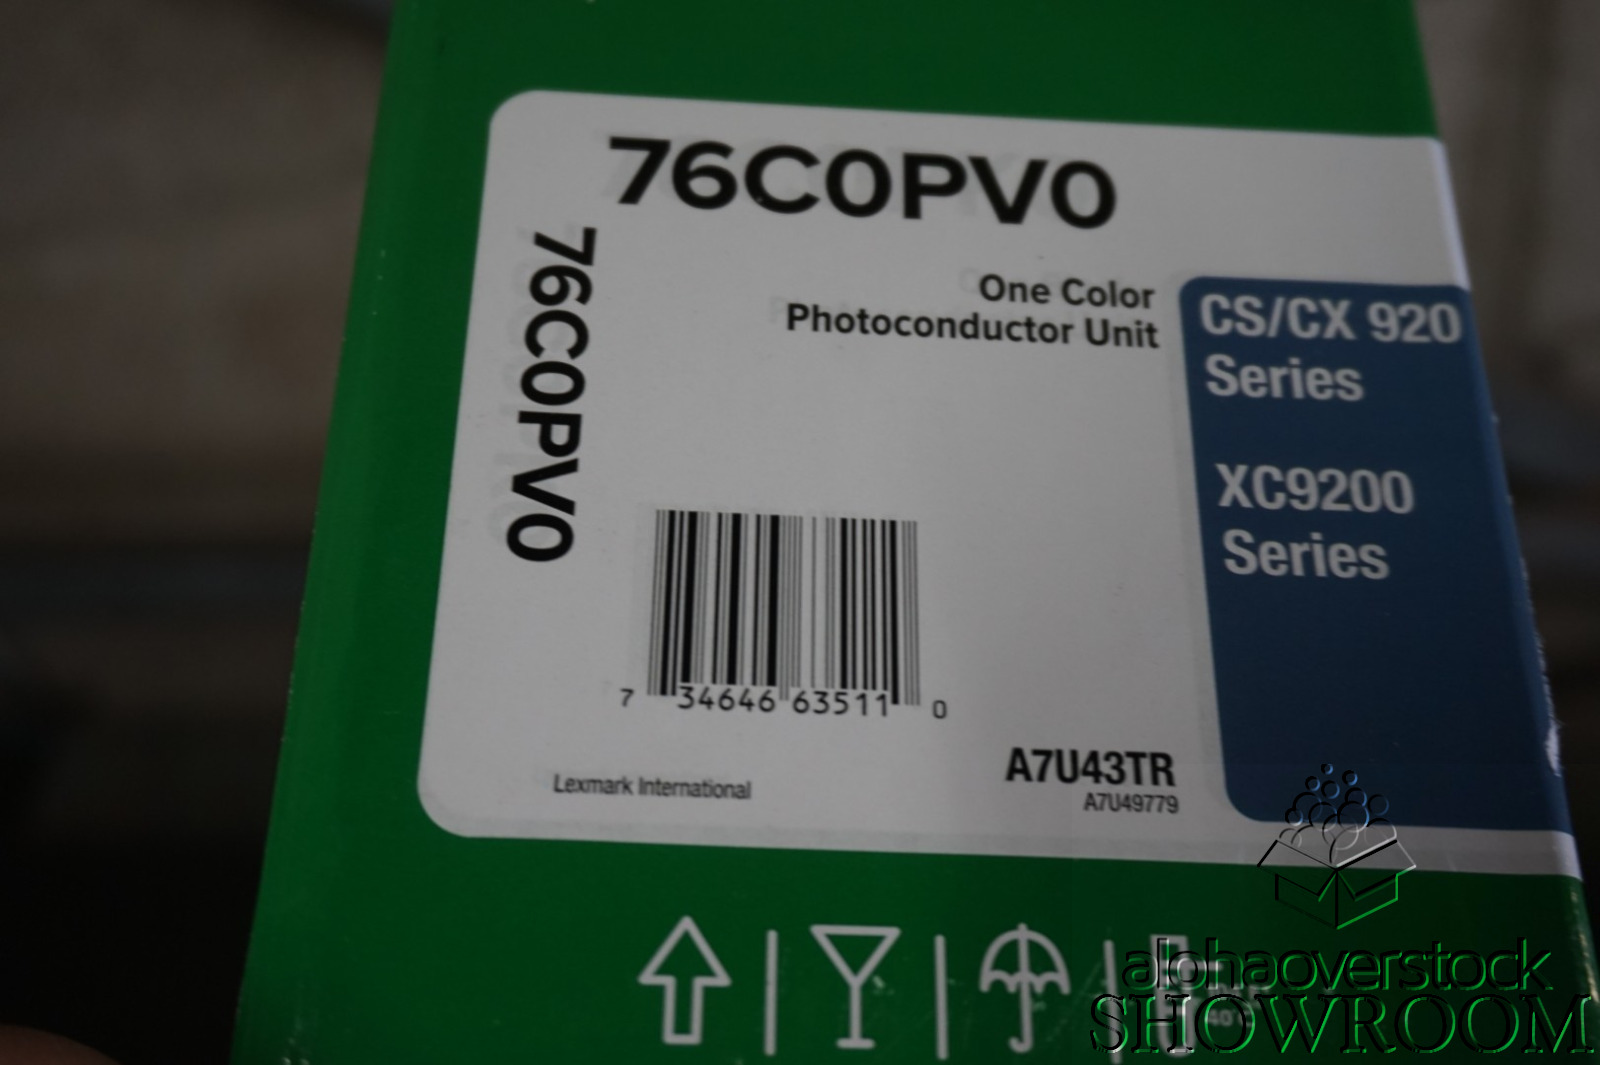 76C0PV0
76C0PV0
One Color
Photoconductor Unit
CS/CX 920
Series
XC9200
Series
7 34646 63511 0
A7U43TR
A7U49779
Lexmark International
40°C
alphaoverstock
SHOWROOM